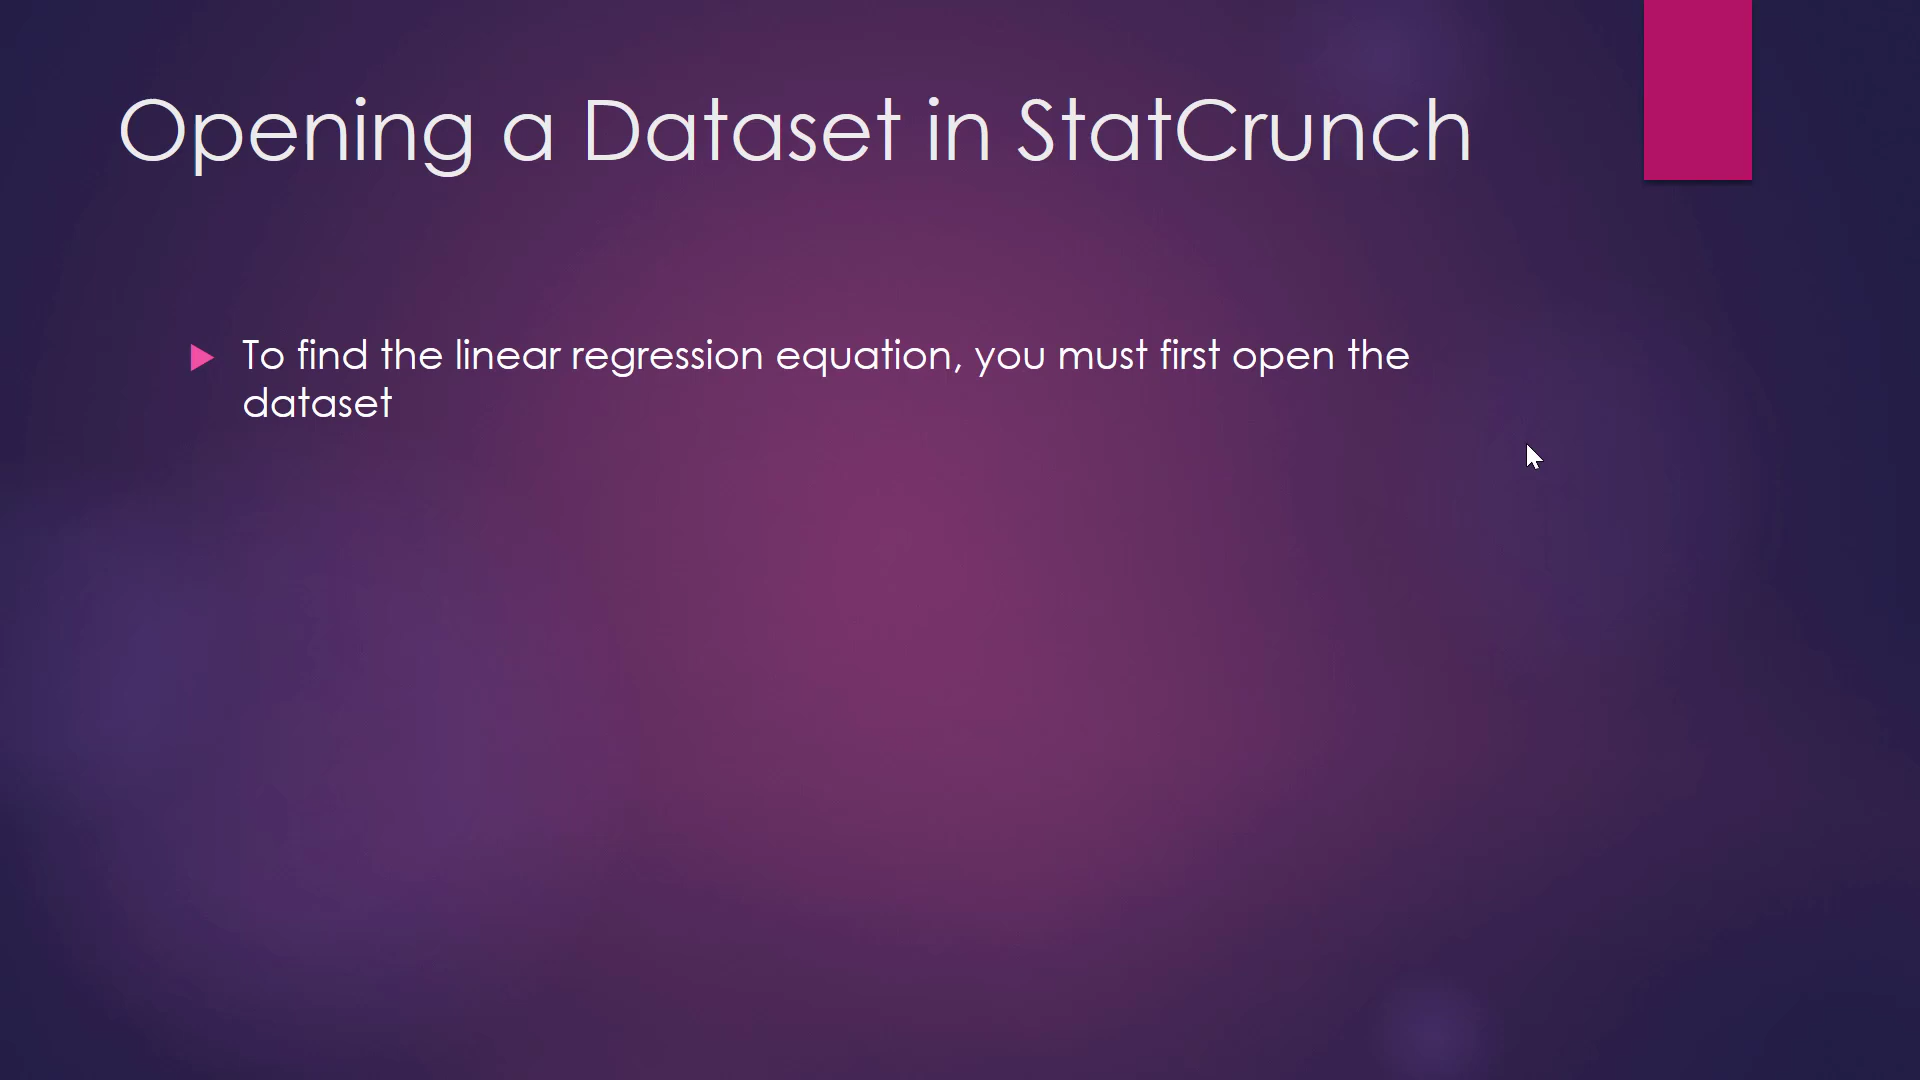 Opening a Dataset in StatCrunch
To find the linear regression equation, you must first open the
dataset